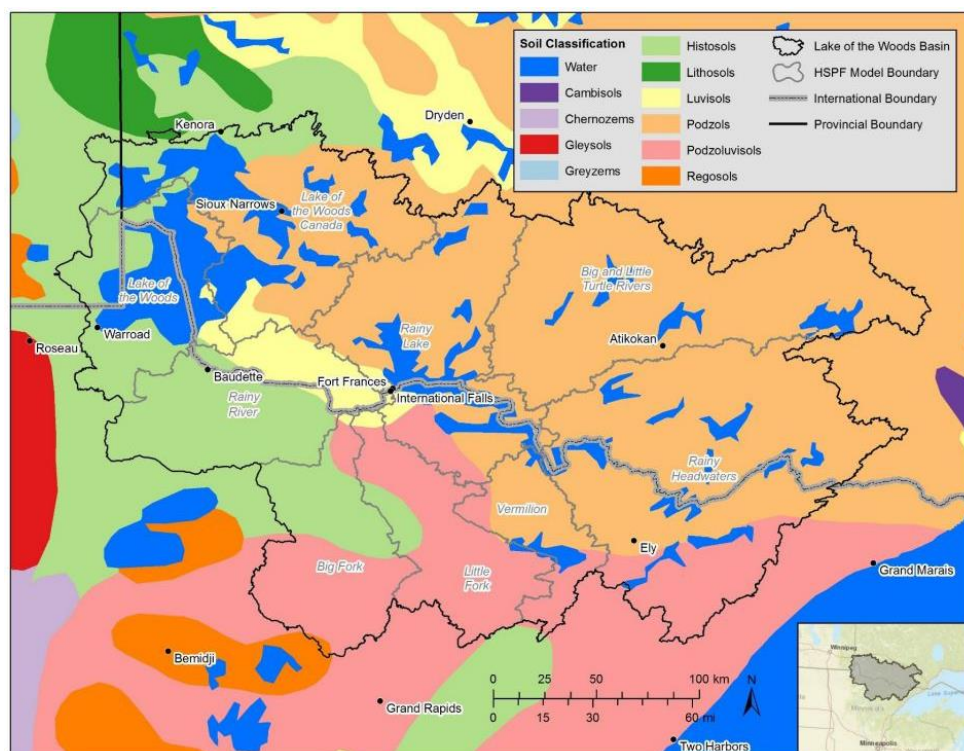 Soil Classification
Water
Cambisols
Chernozems
Gleysols
Greyzems
Histosols
Lithosols
Luvisols
Podzols
Podzoluvisols
Regosols
Lake of the Woods Basin
HSPF Model Boundary
International Boundary
Provincial Boundary
Kenora
Dryden
Sioux Narrows
Lake of
the Woods
Canada
Big and Little
Turtle Rivers
Lake of
the Woods
Warroad
Roseau
Rainy
Lake
Atikokan
Baudette
Fort Frances
International Falls
Rainy
River
Rainy
Headwaters
Vermilion
Ely
Big Fork
Little
Fork
Grand Marais
Bemidji
Grand Rapids
Two Harbors
0 25 50 75 100 km
0 15 30 60 mi
N
Winnipeg
Minneapolis